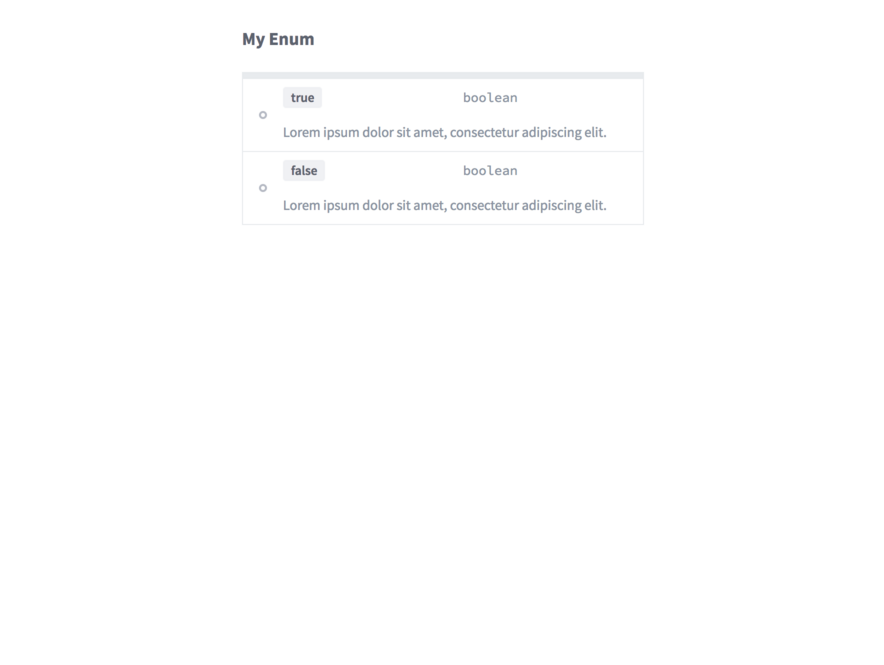 My Enum
true boolean
Lorem ipsum dolor sit amet, consectetur adipiscing elit.
false boolean
Lorem ipsum dolor sit amet, consectetur adipiscing elit.